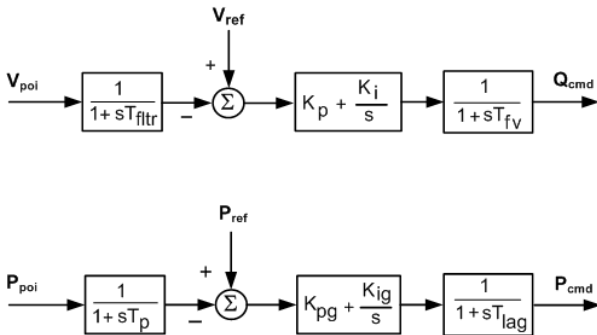 V_ref
V_poi
1 / (1 + sT_fltr)
+
−
Σ
K_p + K_i / s
1 / (1 + sT_fv)
Q_cmd
P_ref
P_poi
1 / (1 + sT_p)
+
−
Σ
K_pg + K_ig / s
1 / (1 + sT_lag)
P_cmd